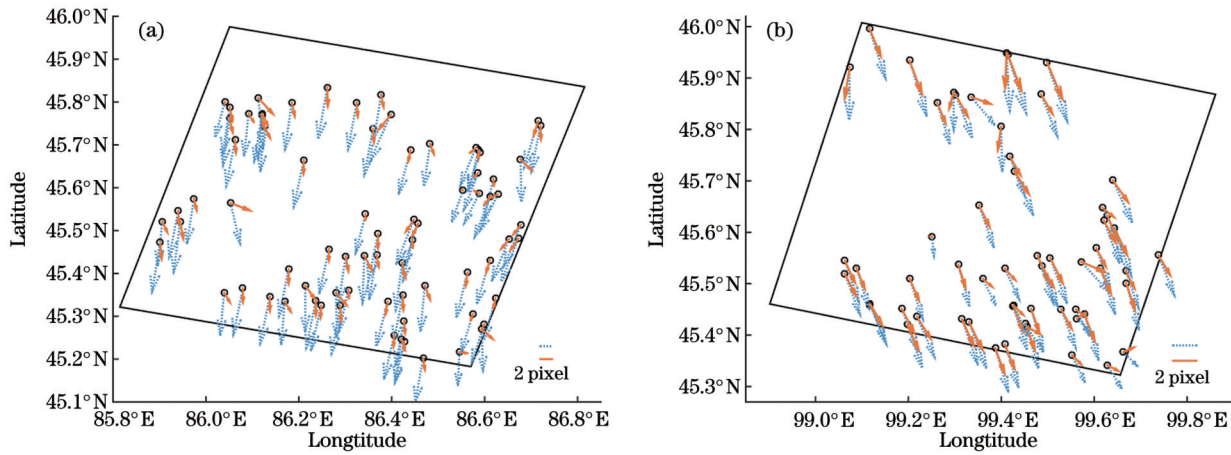 (a)
46.0° N
45.9° N
45.8° N
45.7° N
45.6° N
45.5° N
45.4° N
45.3° N
45.2° N
45.1° N
Latitude
85.8° E 86.0° E 86.2° E 86.4° E 86.6° E 86.8° E
Longtitude
2 pixel
(b)
46.0° N
45.9° N
45.8° N
45.7° N
45.6° N
45.5° N
45.4° N
45.3° N
Latitude
99.0° E 99.2° E 99.4° E 99.6° E 99.8° E
Longtitude
2 pixel